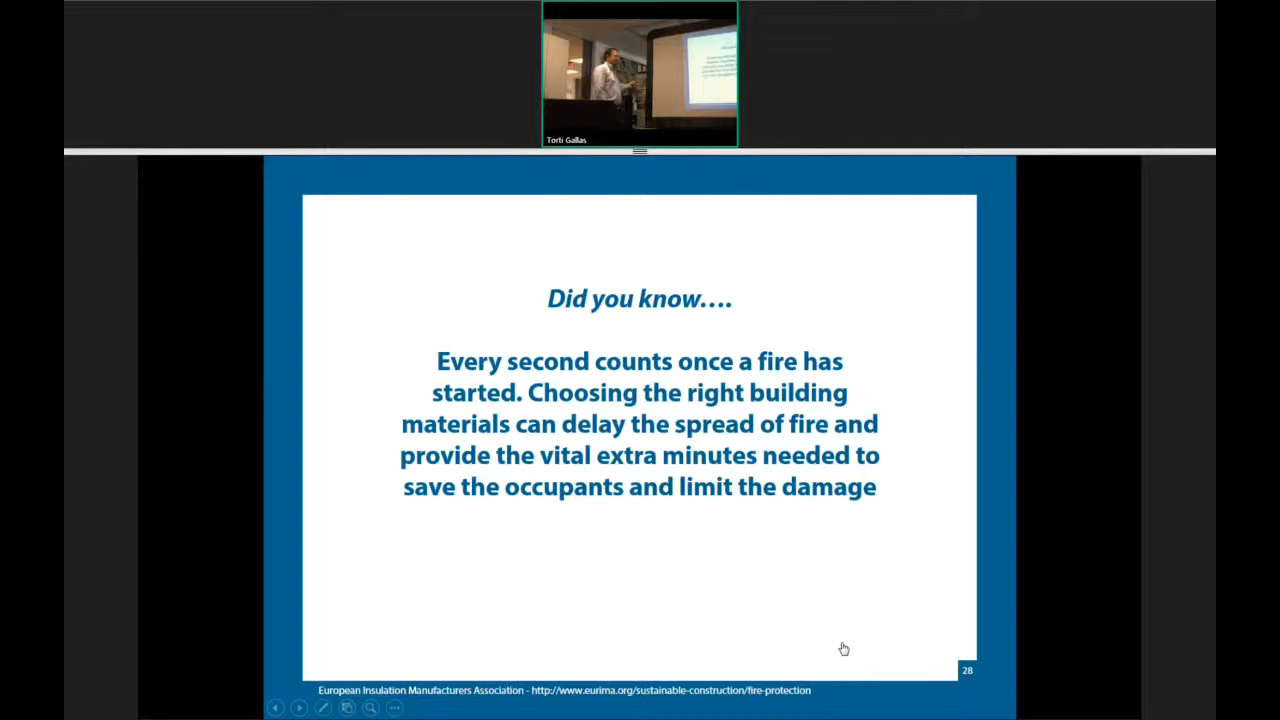 Torti Gallas
Did you know....
Every second counts once a fire has
started. Choosing the right building
materials can delay the spread of fire and
provide the vital extra minutes needed to
save the occupants and limit the damage
28
European Insulation Manufacturers Association - http://www.eurima.org/sustainable-construction/fire-protection